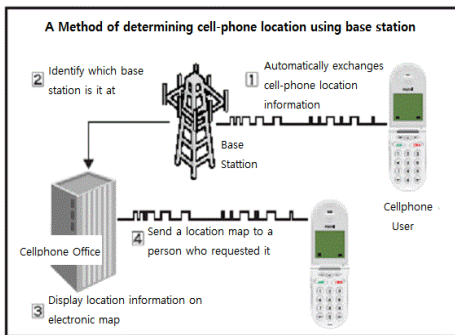 A Method of determining cell-phone location using base station
2 Identify which base
station is it at
1 Automatically exchanges
cell-phone location
information
Base
Stattion
Cellphone
User
Cellphone Office
4 Send a location map to a
person who requested it
3 Display location information on
electronic map